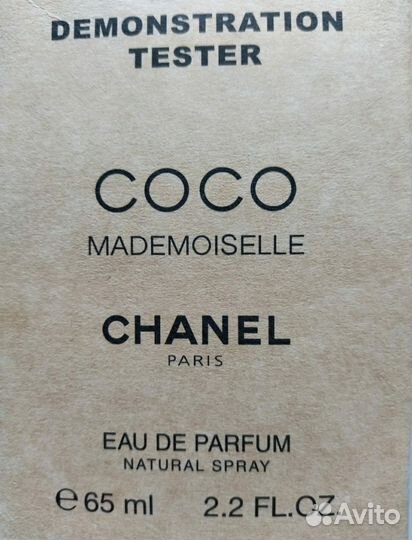 DEMONSTRATION
TESTER
COCO
MADEMOISELLE
CHANEL
PARIS
EAU DE PARFUM
NATURAL SPRAY
℮ 65 ml 2.2 FL.OZ.
Avito